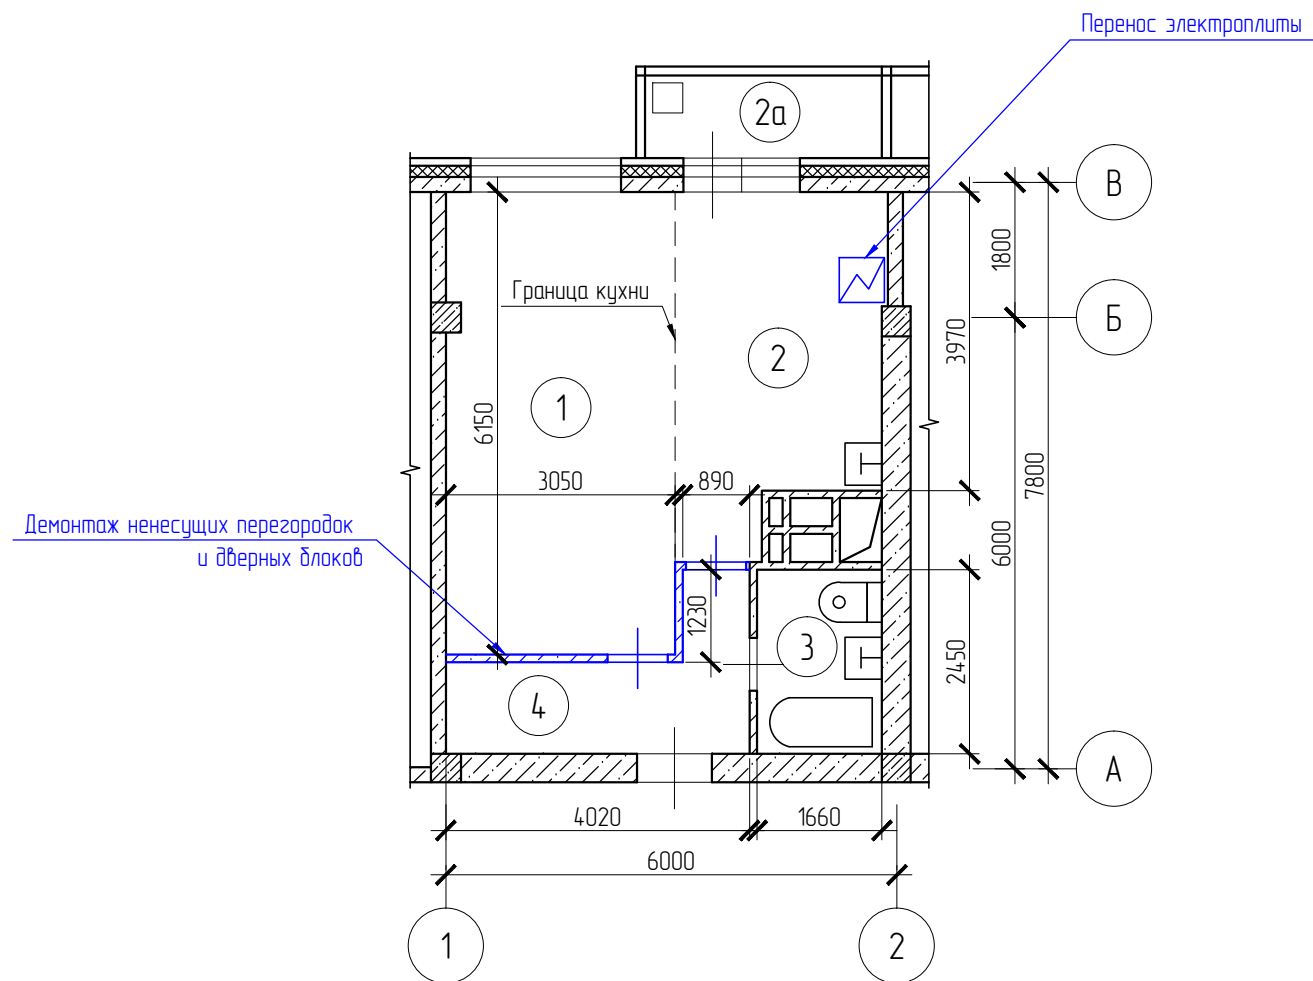 Перенос электроплиты
2а
В
1800
Граница кухни
Б
3970
2
1
6150
7800
3050
890
Демонтаж ненесущих перегородок
и дверных блоков
6000
1230
3
2450
4
А
4020
1660
6000
1
2